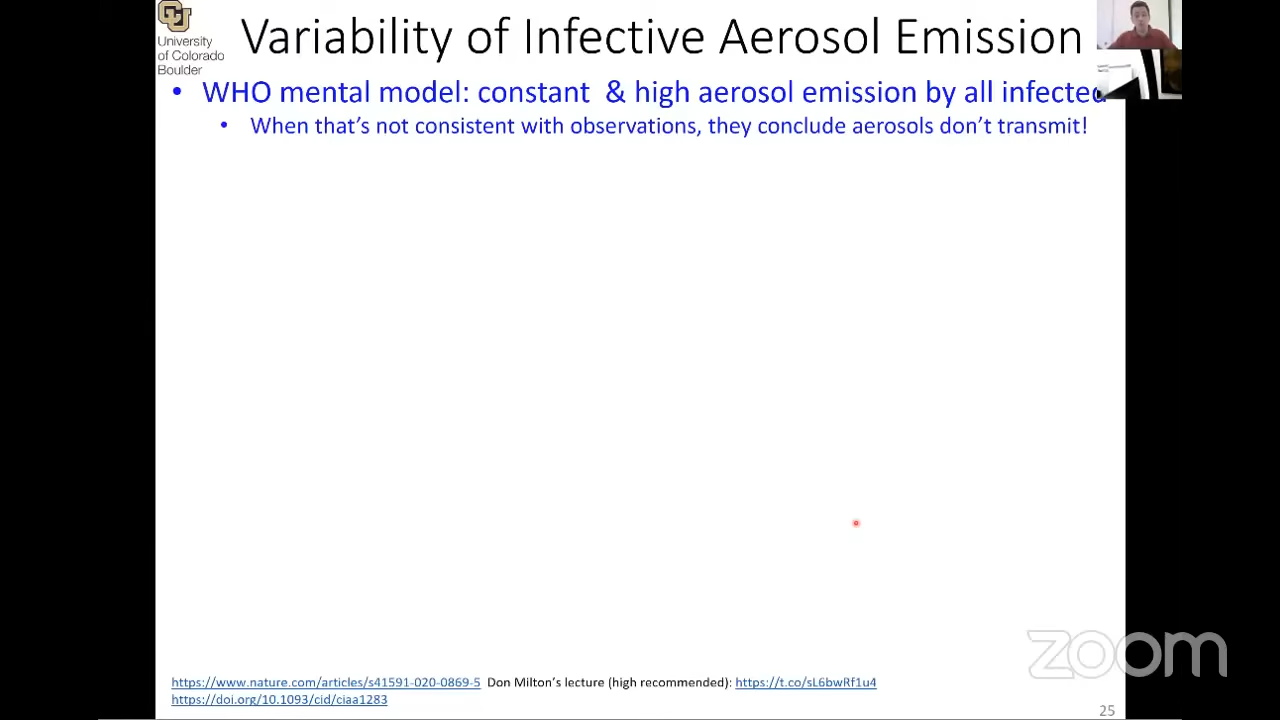 CU
University
of Colorado
Boulder
Variability of Infective Aerosol Emission
• WHO mental model: constant & high aerosol emission by all infected
• When that's not consistent with observations, they conclude aerosols don't transmit!
https://www.nature.com/articles/s41591-020-0869-5 Don Milton's lecture (high recommended): https://t.co/sL6bwRf1u4
https://doi.org/10.1093/cid/ciaa1283
25
zoom